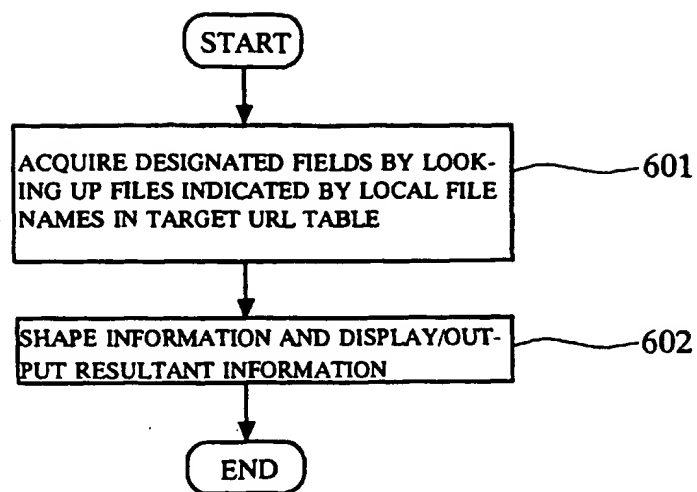 START
ACQUIRE DESIGNATED FIELDS BY LOOK-
ING UP FILES INDICATED BY LOCAL FILE
NAMES IN TARGET URL TABLE
601
SHAPE INFORMATION AND DISPLAY/OUT-
PUT RESULTANT INFORMATION
602
END